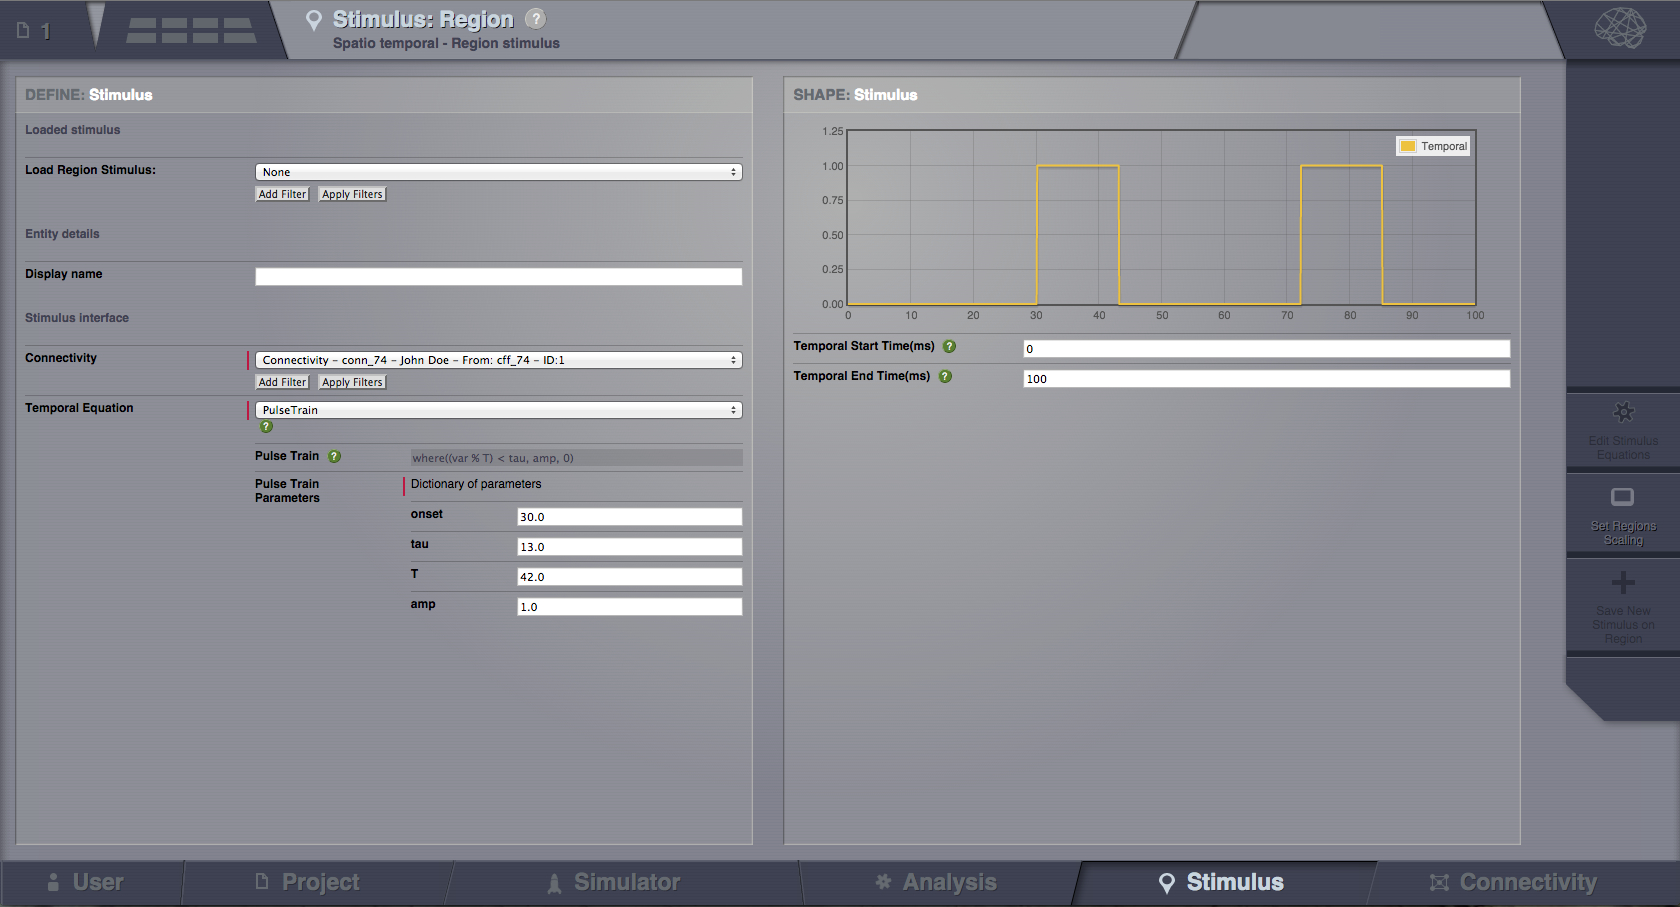 1
Stimulus: Region ?
Spatio temporal - Region stimulus
DEFINE: Stimulus
Loaded stimulus
Load Region Stimulus:
None
Add Filter Apply Filters
Entity details
Display name
Stimulus interface
Connectivity
Connectivity - conn_74 - John Doe - From: cff_74 - ID:1
Add Filter Apply Filters
Temporal Equation
PulseTrain
?
Pulse Train ?
where((var % T) < tau, amp, 0)
Pulse Train
Parameters
Dictionary of parameters
onset 30.0
tau 13.0
T 42.0
amp 1.0
SHAPE: Stimulus
1.25
1.00
0.75
0.50
0.25
0.00
0 10 20 30 40 50 60 70 80 90 100
Temporal
Temporal Start Time(ms) ? 0
Temporal End Time(ms) ? 100
Edit Stimulus
Equations
Set Regions
Scaling
Save New
Stimulus on
Region
User Project Simulator Analysis Stimulus Connectivity